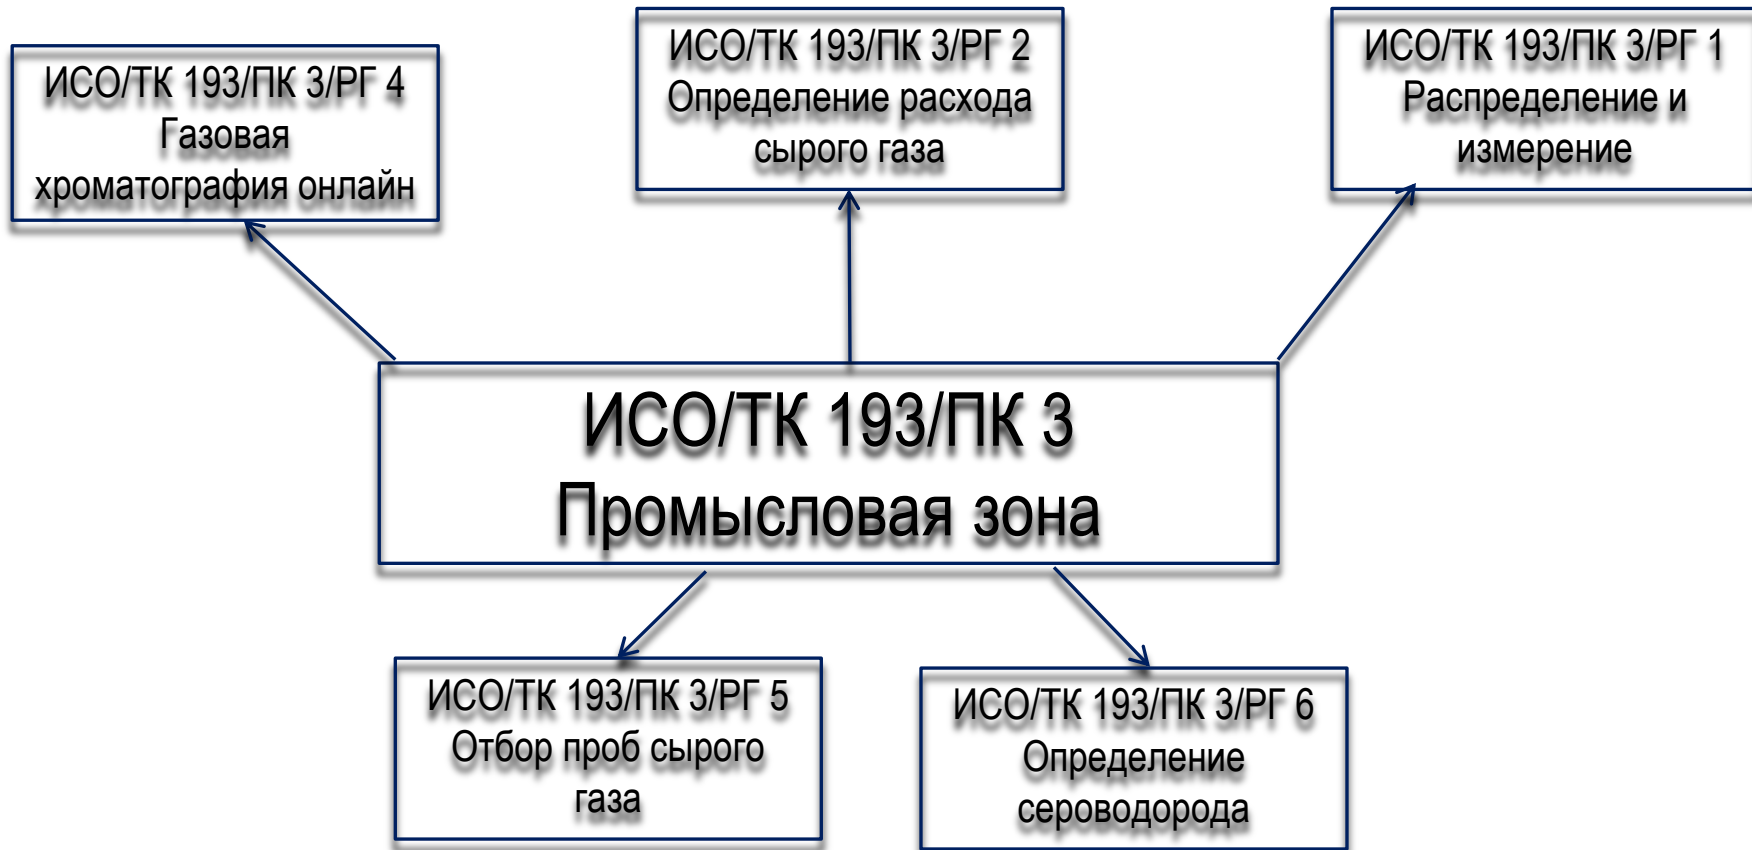 ИСО/ТК 193/ПК 3/РГ 4
Газовая
хроматография онлайн
ИСО/ТК 193/ПК 3/РГ 2
Определение расхода
сырого газа
ИСО/ТК 193/ПК 3/РГ 1
Распределение и
измерение
ИСО/ТК 193/ПК 3
Промысловая зона
ИСО/ТК 193/ПК 3/РГ 5
Отбор проб сырого
газа
ИСО/ТК 193/ПК 3/РГ 6
Определение
сероводорода